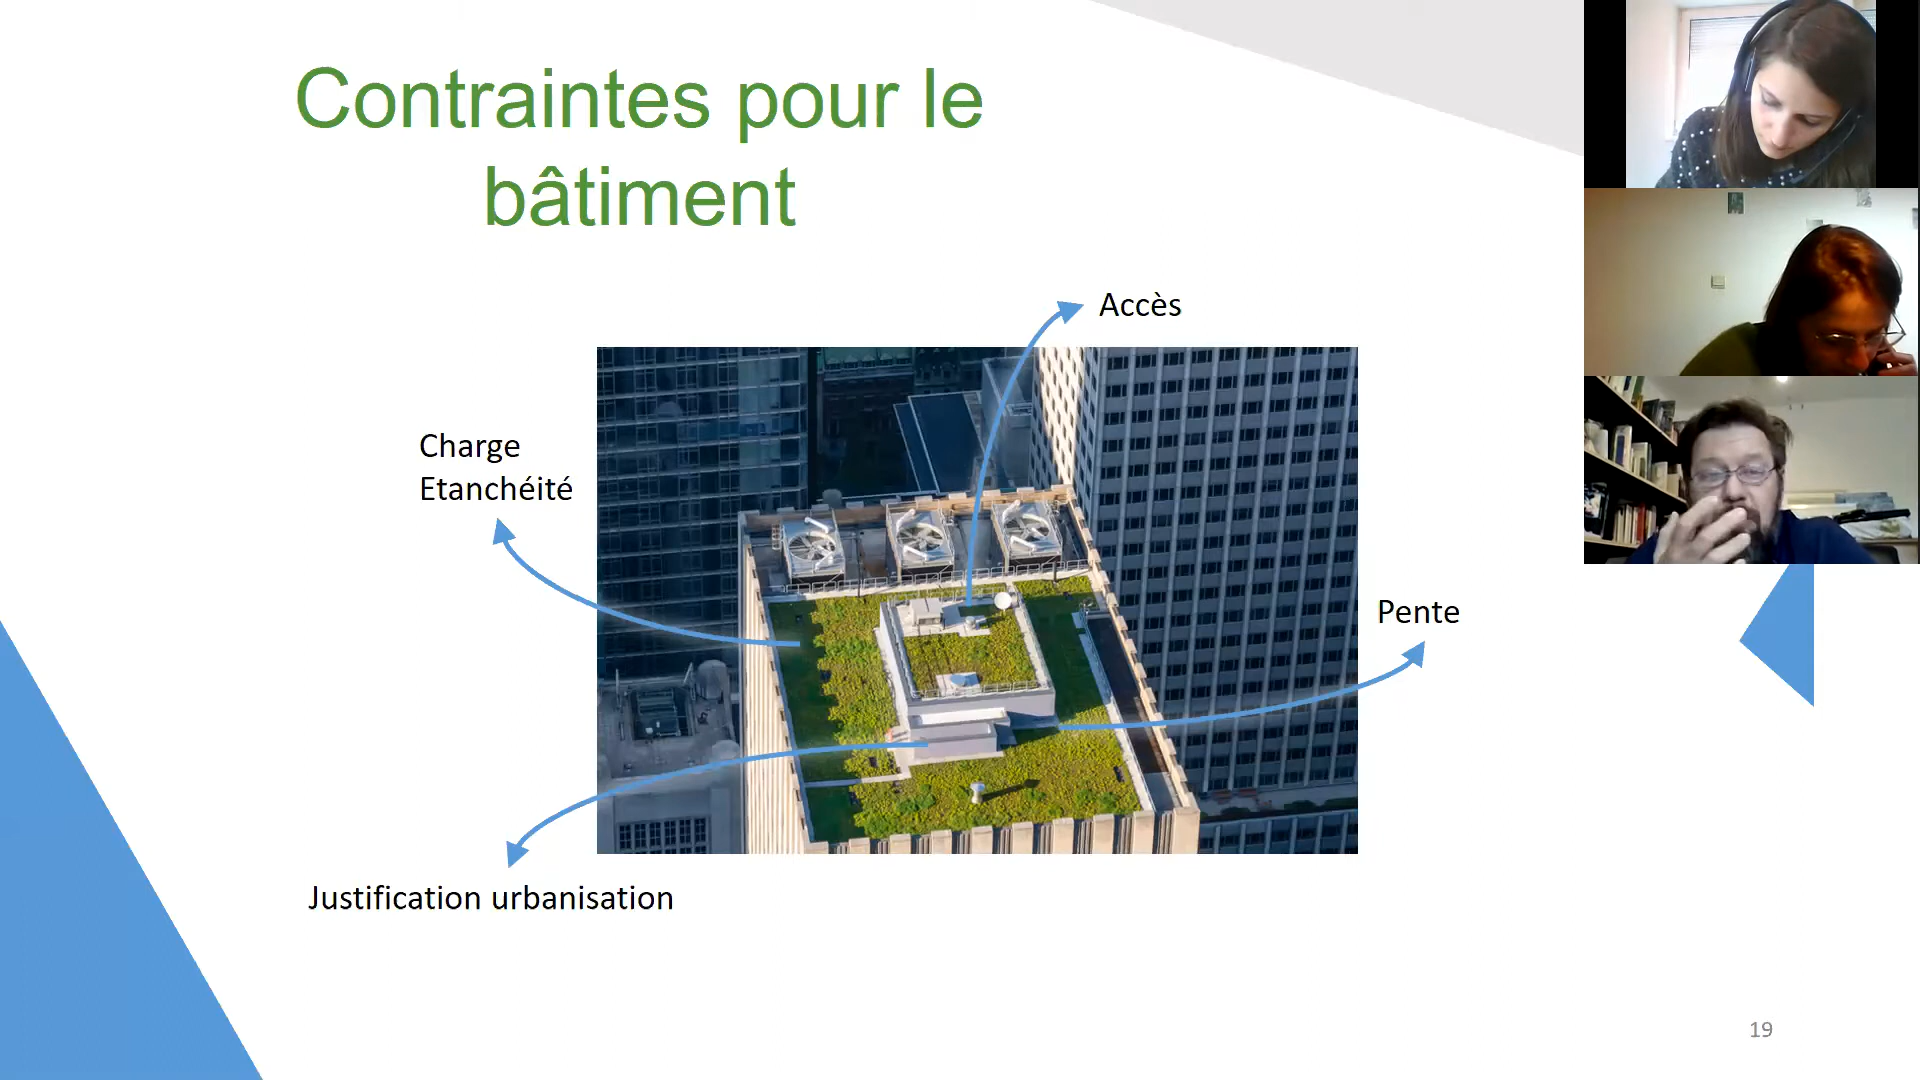 Contraintes pour le
bâtiment
Accès
Charge
Etanchéité
Pente
Justification urbanisation
19